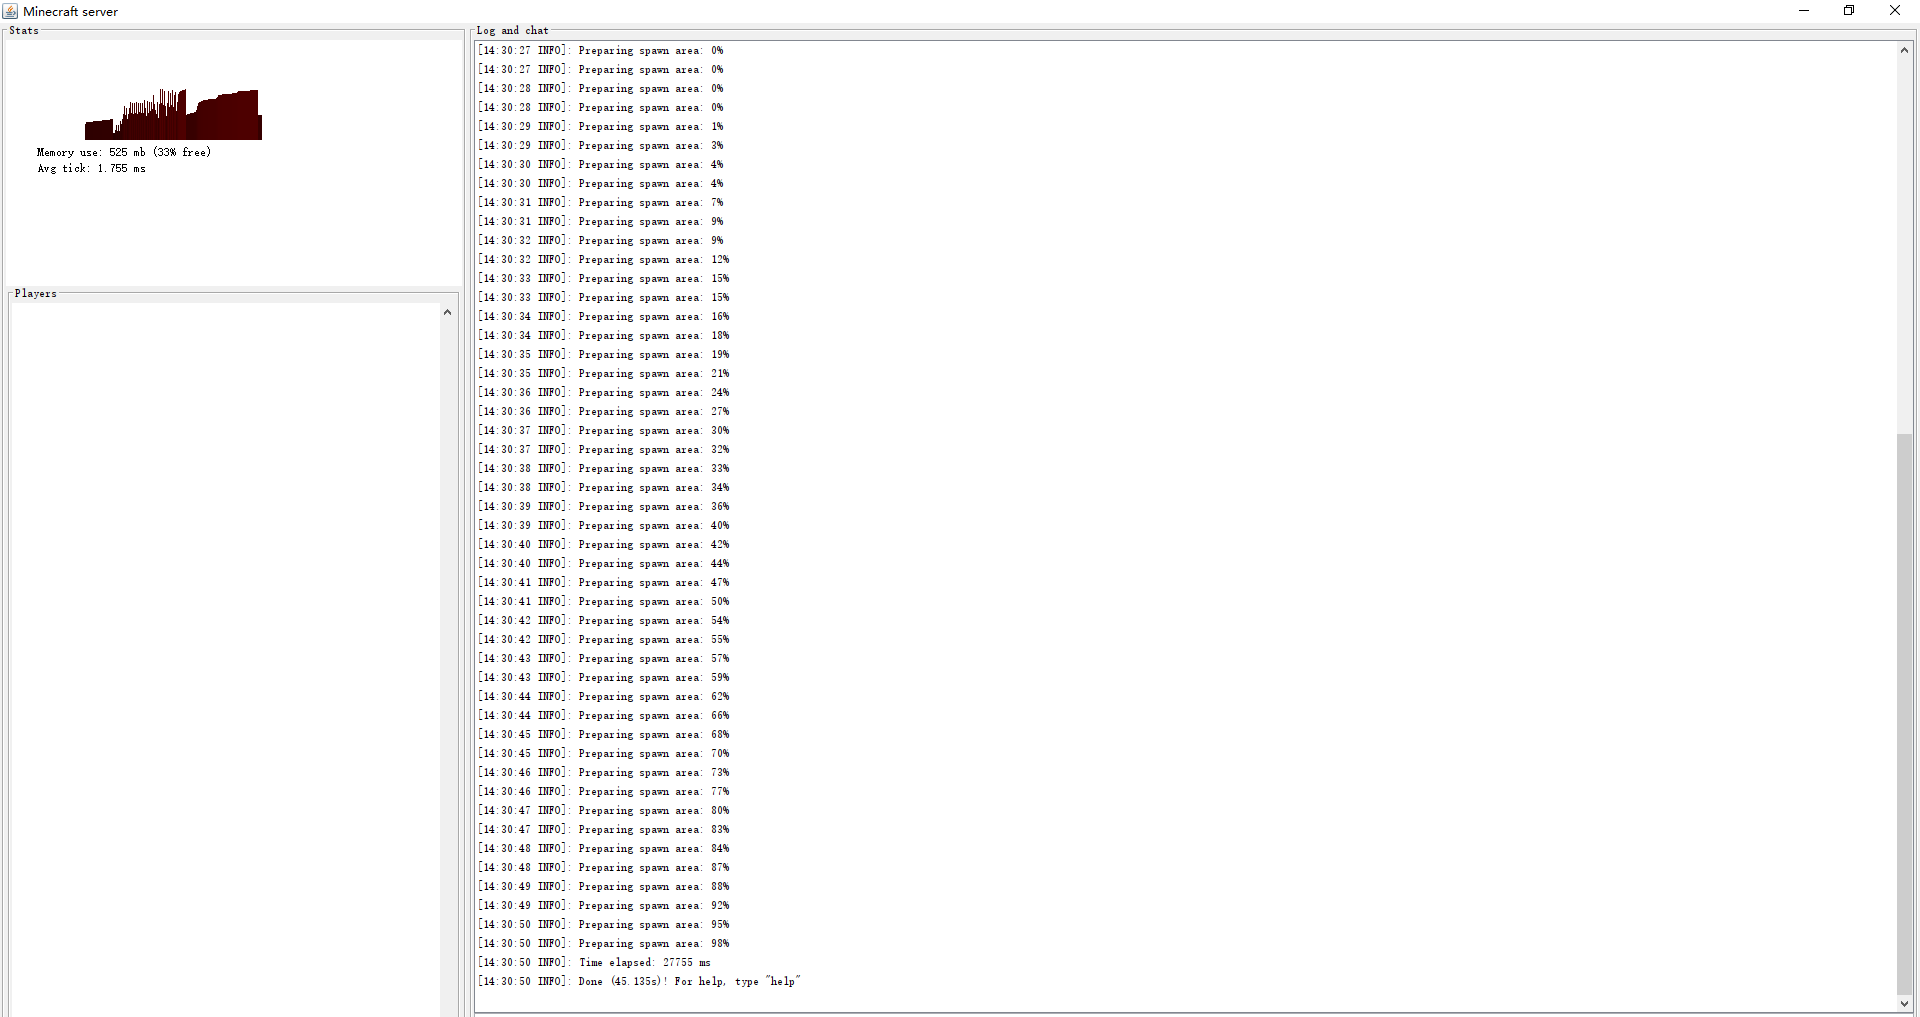 Minecraft server
Stats
Memory use: 525 mb (33% free)
Avg tick: 1.755 ms
Players
Log and chat
[14:30:27 INFO]: Preparing spawn area: 0%
[14:30:27 INFO]: Preparing spawn area: 0%
[14:30:28 INFO]: Preparing spawn area: 0%
[14:30:28 INFO]: Preparing spawn area: 0%
[14:30:29 INFO]: Preparing spawn area: 1%
[14:30:29 INFO]: Preparing spawn area: 3%
[14:30:30 INFO]: Preparing spawn area: 4%
[14:30:30 INFO]: Preparing spawn area: 4%
[14:30:31 INFO]: Preparing spawn area: 7%
[14:30:31 INFO]: Preparing spawn area: 9%
[14:30:32 INFO]: Preparing spawn area: 9%
[14:30:32 INFO]: Preparing spawn area: 12%
[14:30:33 INFO]: Preparing spawn area: 15%
[14:30:33 INFO]: Preparing spawn area: 15%
[14:30:34 INFO]: Preparing spawn area: 16%
[14:30:34 INFO]: Preparing spawn area: 18%
[14:30:35 INFO]: Preparing spawn area: 19%
[14:30:35 INFO]: Preparing spawn area: 21%
[14:30:36 INFO]: Preparing spawn area: 24%
[14:30:36 INFO]: Preparing spawn area: 27%
[14:30:37 INFO]: Preparing spawn area: 30%
[14:30:37 INFO]: Preparing spawn area: 32%
[14:30:38 INFO]: Preparing spawn area: 33%
[14:30:38 INFO]: Preparing spawn area: 34%
[14:30:39 INFO]: Preparing spawn area: 36%
[14:30:39 INFO]: Preparing spawn area: 40%
[14:30:40 INFO]: Preparing spawn area: 42%
[14:30:40 INFO]: Preparing spawn area: 44%
[14:30:41 INFO]: Preparing spawn area: 47%
[14:30:41 INFO]: Preparing spawn area: 50%
[14:30:42 INFO]: Preparing spawn area: 54%
[14:30:42 INFO]: Preparing spawn area: 55%
[14:30:43 INFO]: Preparing spawn area: 57%
[14:30:43 INFO]: Preparing spawn area: 59%
[14:30:44 INFO]: Preparing spawn area: 62%
[14:30:44 INFO]: Preparing spawn area: 66%
[14:30:45 INFO]: Preparing spawn area: 68%
[14:30:45 INFO]: Preparing spawn area: 70%
[14:30:46 INFO]: Preparing spawn area: 73%
[14:30:46 INFO]: Preparing spawn area: 77%
[14:30:47 INFO]: Preparing spawn area: 80%
[14:30:47 INFO]: Preparing spawn area: 83%
[14:30:48 INFO]: Preparing spawn area: 84%
[14:30:48 INFO]: Preparing spawn area: 87%
[14:30:49 INFO]: Preparing spawn area: 88%
[14:30:49 INFO]: Preparing spawn area: 92%
[14:30:50 INFO]: Preparing spawn area: 95%
[14:30:50 INFO]: Preparing spawn area: 98%
[14:30:50 INFO]: Time elapsed: 27755 ms
[14:30:50 INFO]: Done (45.135s)! For help, type "help"